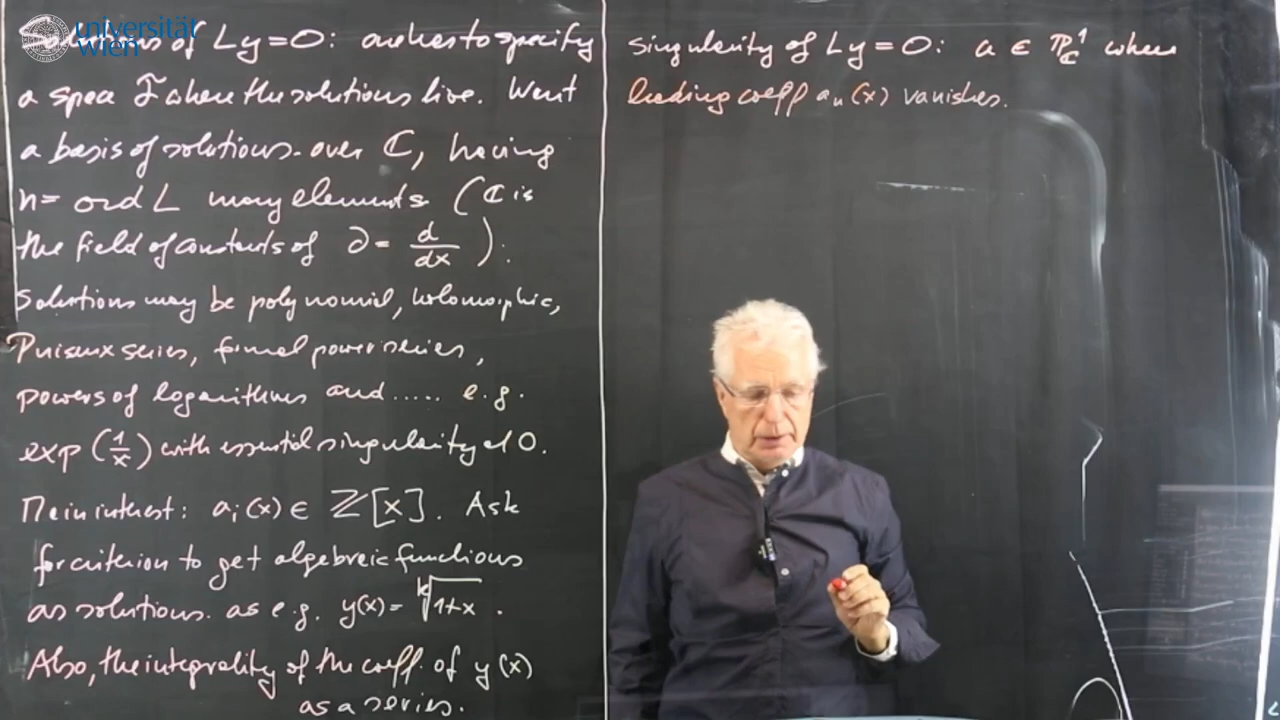 universität
wien
Solutions of Ly=0: one has to specify
a space F where the solutions live. Want
a basis of solutions over ℂ, having
n= ord L many elements (ℂ is
the field of constants of ∂ = d/dx ).
Solutions may be polynomial, holomorphic,
Puiseux series, formal power series,
powers of logarithms and ..... e.g.
exp (1/x) with essential singularity at 0.
Main interest: aᵢ(x) ∈ ℤ[x]. Ask
for criterion to get algebraic functions
as solutions. as e.g. y(x) = ᵏ√1+x .
Also, the integrality of the coeff. of y(x)
as a series.
singularity of Ly=0: a ∈ ℙ¹_ℂ where
leading coeff aₙ(x) vanishes.